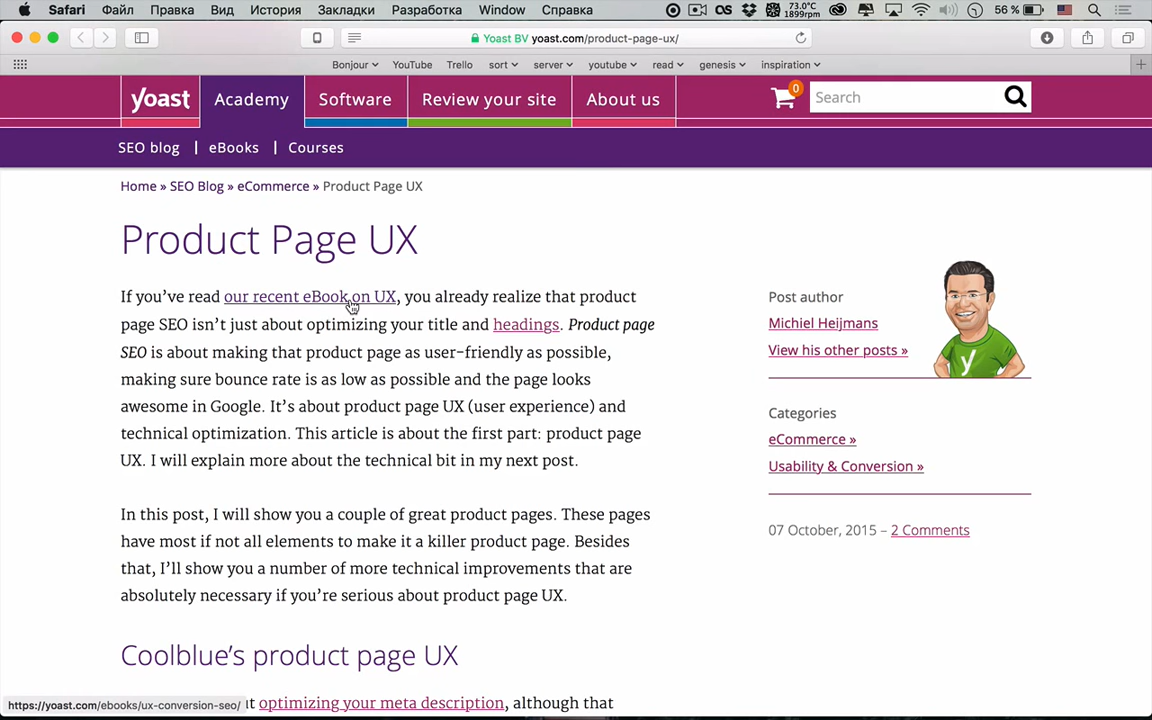 Safari Файл Правка Вид История Закладки Разработка Window Справка 73.0°C 1899rpm 56 %
Yoast BV yoast.com/product-page-ux/
Bonjour YouTube Trello sort server youtube read genesis inspiration
yoast Academy Software Review your site About us 0 Search
SEO blog eBooks Courses
Home » SEO Blog » eCommerce » Product Page UX
Product Page UX
If you’ve read our recent eBook on UX, you already realize that product
page SEO isn’t just about optimizing your title and headings. Product page
SEO is about making that product page as user-friendly as possible,
making sure bounce rate is as low as possible and the page looks
awesome in Google. It’s about product page UX (user experience) and
technical optimization. This article is about the first part: product page
UX. I will explain more about the technical bit in my next post.
In this post, I will show you a couple of great product pages. These pages
have most if not all elements to make it a killer product page. Besides
that, I’ll show you a number of more technical improvements that are
absolutely necessary if you’re serious about product page UX.
Coolblue’s product page UX
optimizing your meta description, although that
Post author
Michiel Heijmans
View his other posts »
Categories
eCommerce »
Usability & Conversion »
07 October, 2015 – 2 Comments
https://yoast.com/ebooks/ux-conversion-seo/